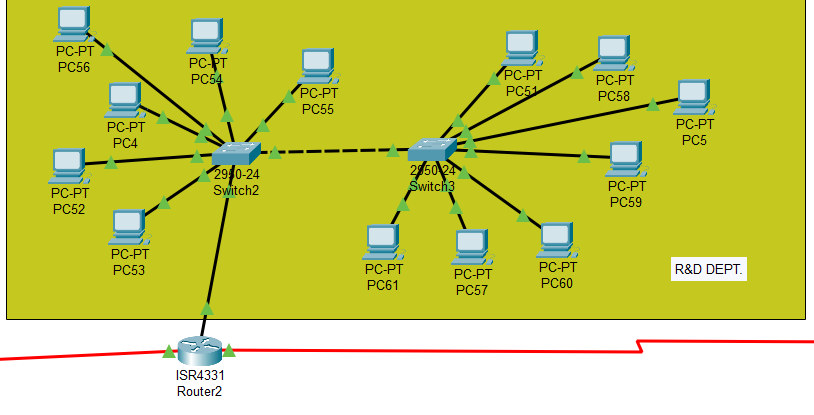 PC-PT
PC56
PC-PT
PC54
PC-PT
PC55
PC-PT
PC4
PC-PT
PC52
PC-PT
PC53
2950-24
Switch2
PC-PT
PC51
PC-PT
PC58
PC-PT
PC5
2950-24
Switch3
PC-PT
PC59
PC-PT
PC61
PC-PT
PC57
PC-PT
PC60
R&D DEPT.
ISR4331
Router2